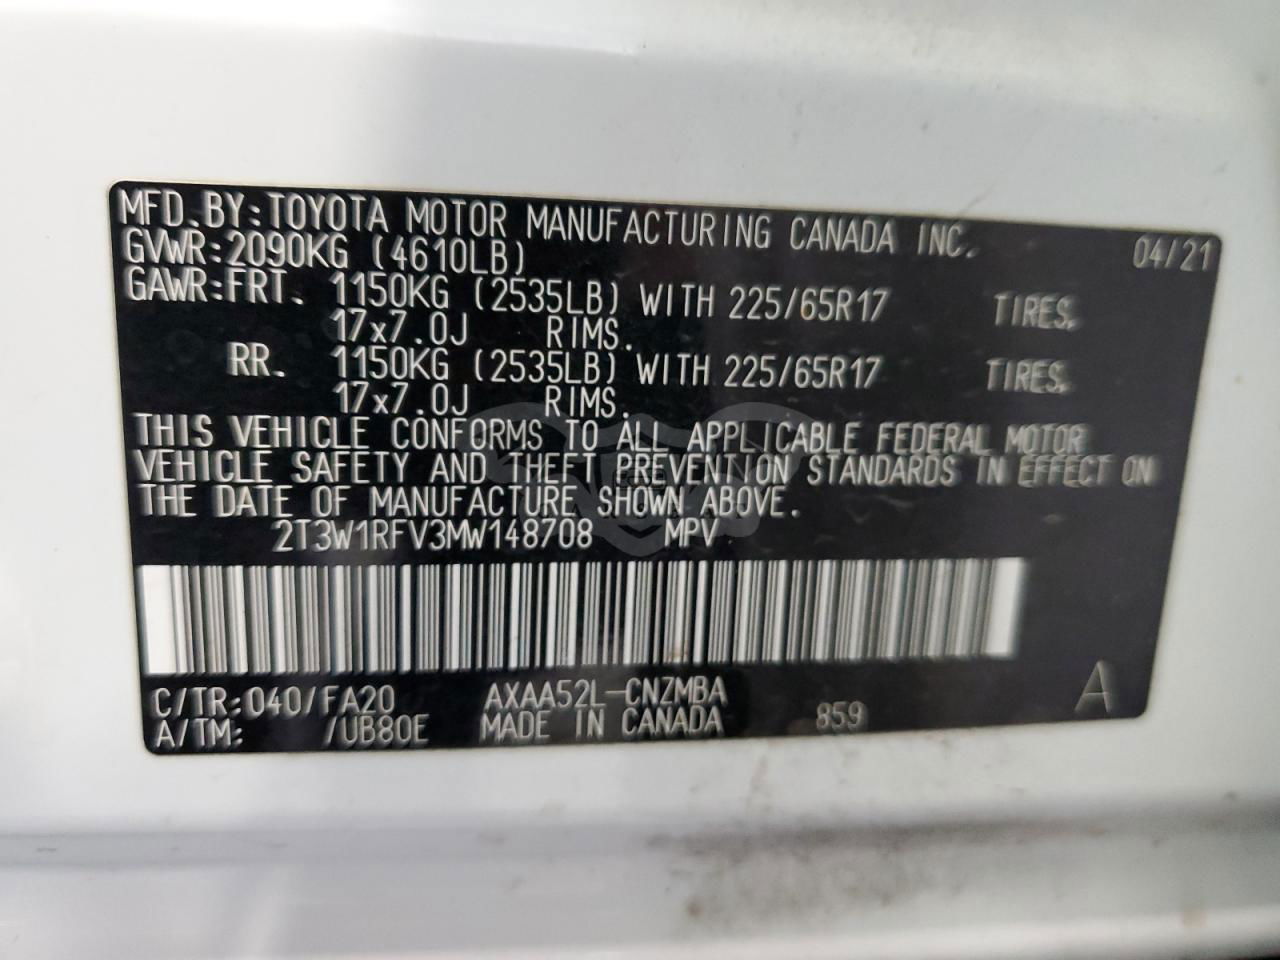 MFD.BY:TOYOTA MOTOR MANUFACTURING CANADA INC. 04/21
GVWR:2090KG (4610LB)
GAWR:FRT. 1150KG (2535LB) WITH 225/65R17 TIRES.
17x7.0J RIMS.
RR. 1150KG (2535LB) WITH 225/65R17 TIRES.
17x7.0J RIMS.
THIS VEHICLE CONFORMS TO ALL APPLICABLE FEDERAL MOTOR
VEHICLE SAFETY AND THEFT PREVENTION STANDARDS IN EFFECT ON
THE DATE OF MANUFACTURE SHOWN ABOVE.
2T3W1RFV3MW148708 MPV
C/TR:040/FA20 AXAA52L-CNZMBA A
A/TM: /UB80E MADE IN CANADA 859